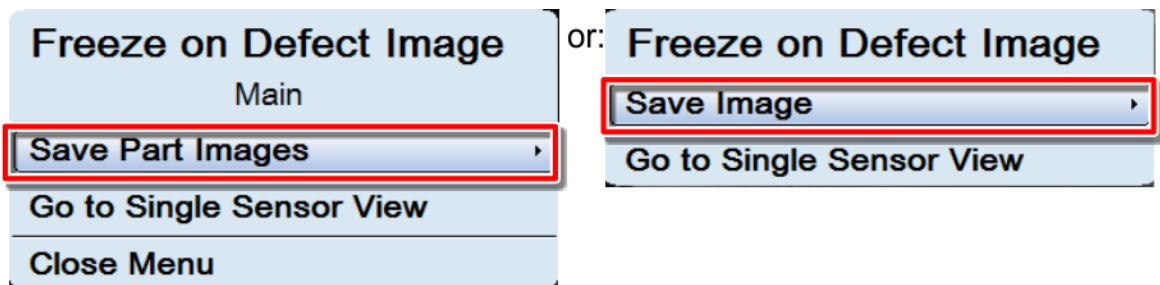 Freeze on Defect Image
Main
Save Part Images
Go to Single Sensor View
Close Menu
or:
Freeze on Defect Image
Save Image
Go to Single Sensor View